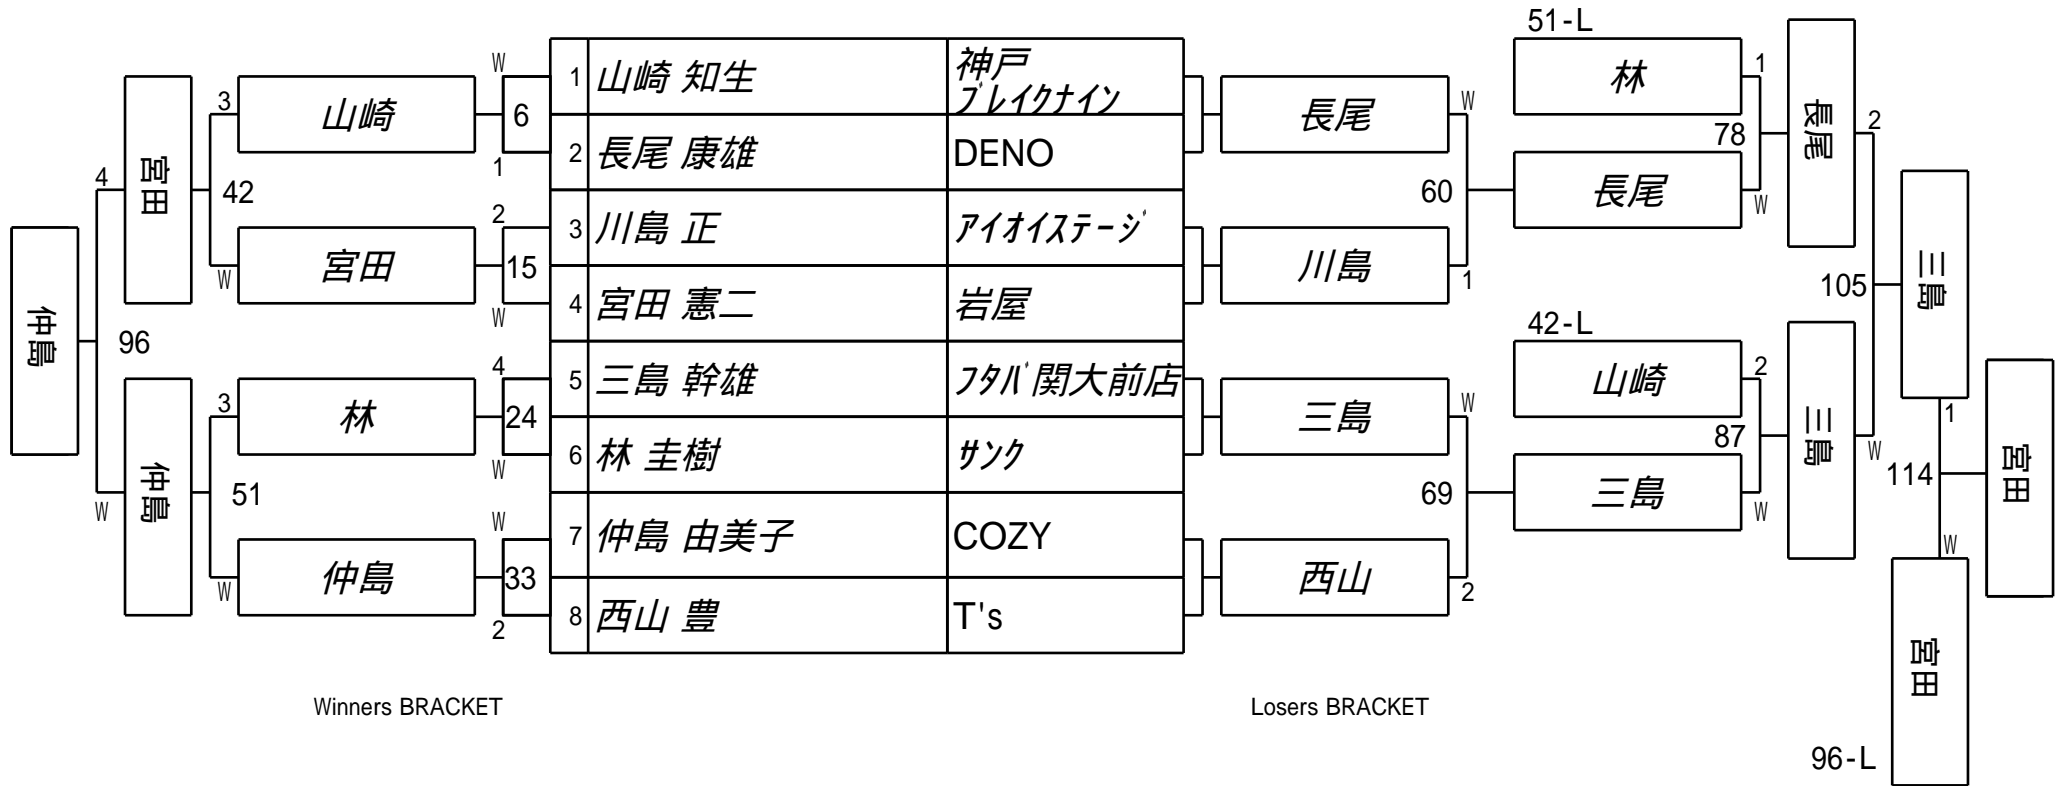 51-L
W
1 山崎 知生 神戸
ブレイクナイン
林
1
3
山崎
6
長尾
W
長尾
2
宮田
1
2 長尾 康雄 DENO
78
4
42
60
長尾
W
2
3 川島 正 アイオイステージ
宮田
15
川島
三島
W
W
4 宮田 憲二 岩屋
1
105
仲島
96
42-L
4
5 三島 幹雄 フタバ関大前店
山崎
2
3
林
24
三島
W
三島
1
仲島
W
6 林 圭樹 サンク
87
W
宮田
51
69
三島
W
114
W
W
7 仲島 由美子 COZY
仲島
33
西山
W
W
2
8 西山 豊 T's
2
宮田
Winners BRACKET
Losers BRACKET
96-L